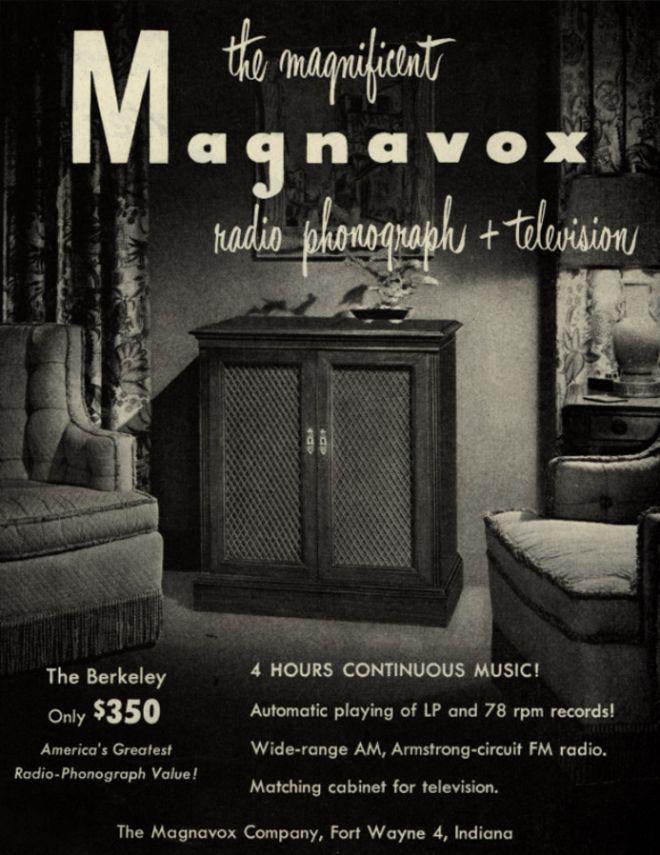 the magnificent
Magnavox
radio phonograph + television
The Berkeley
Only $350
America's Greatest
Radio-Phonograph Value!
4 HOURS CONTINUOUS MUSIC!
Automatic playing of LP and 78 rpm records!
Wide-range AM, Armstrong-circuit FM radio.
Matching cabinet for television.
The Magnavox Company, Fort Wayne 4, Indiana